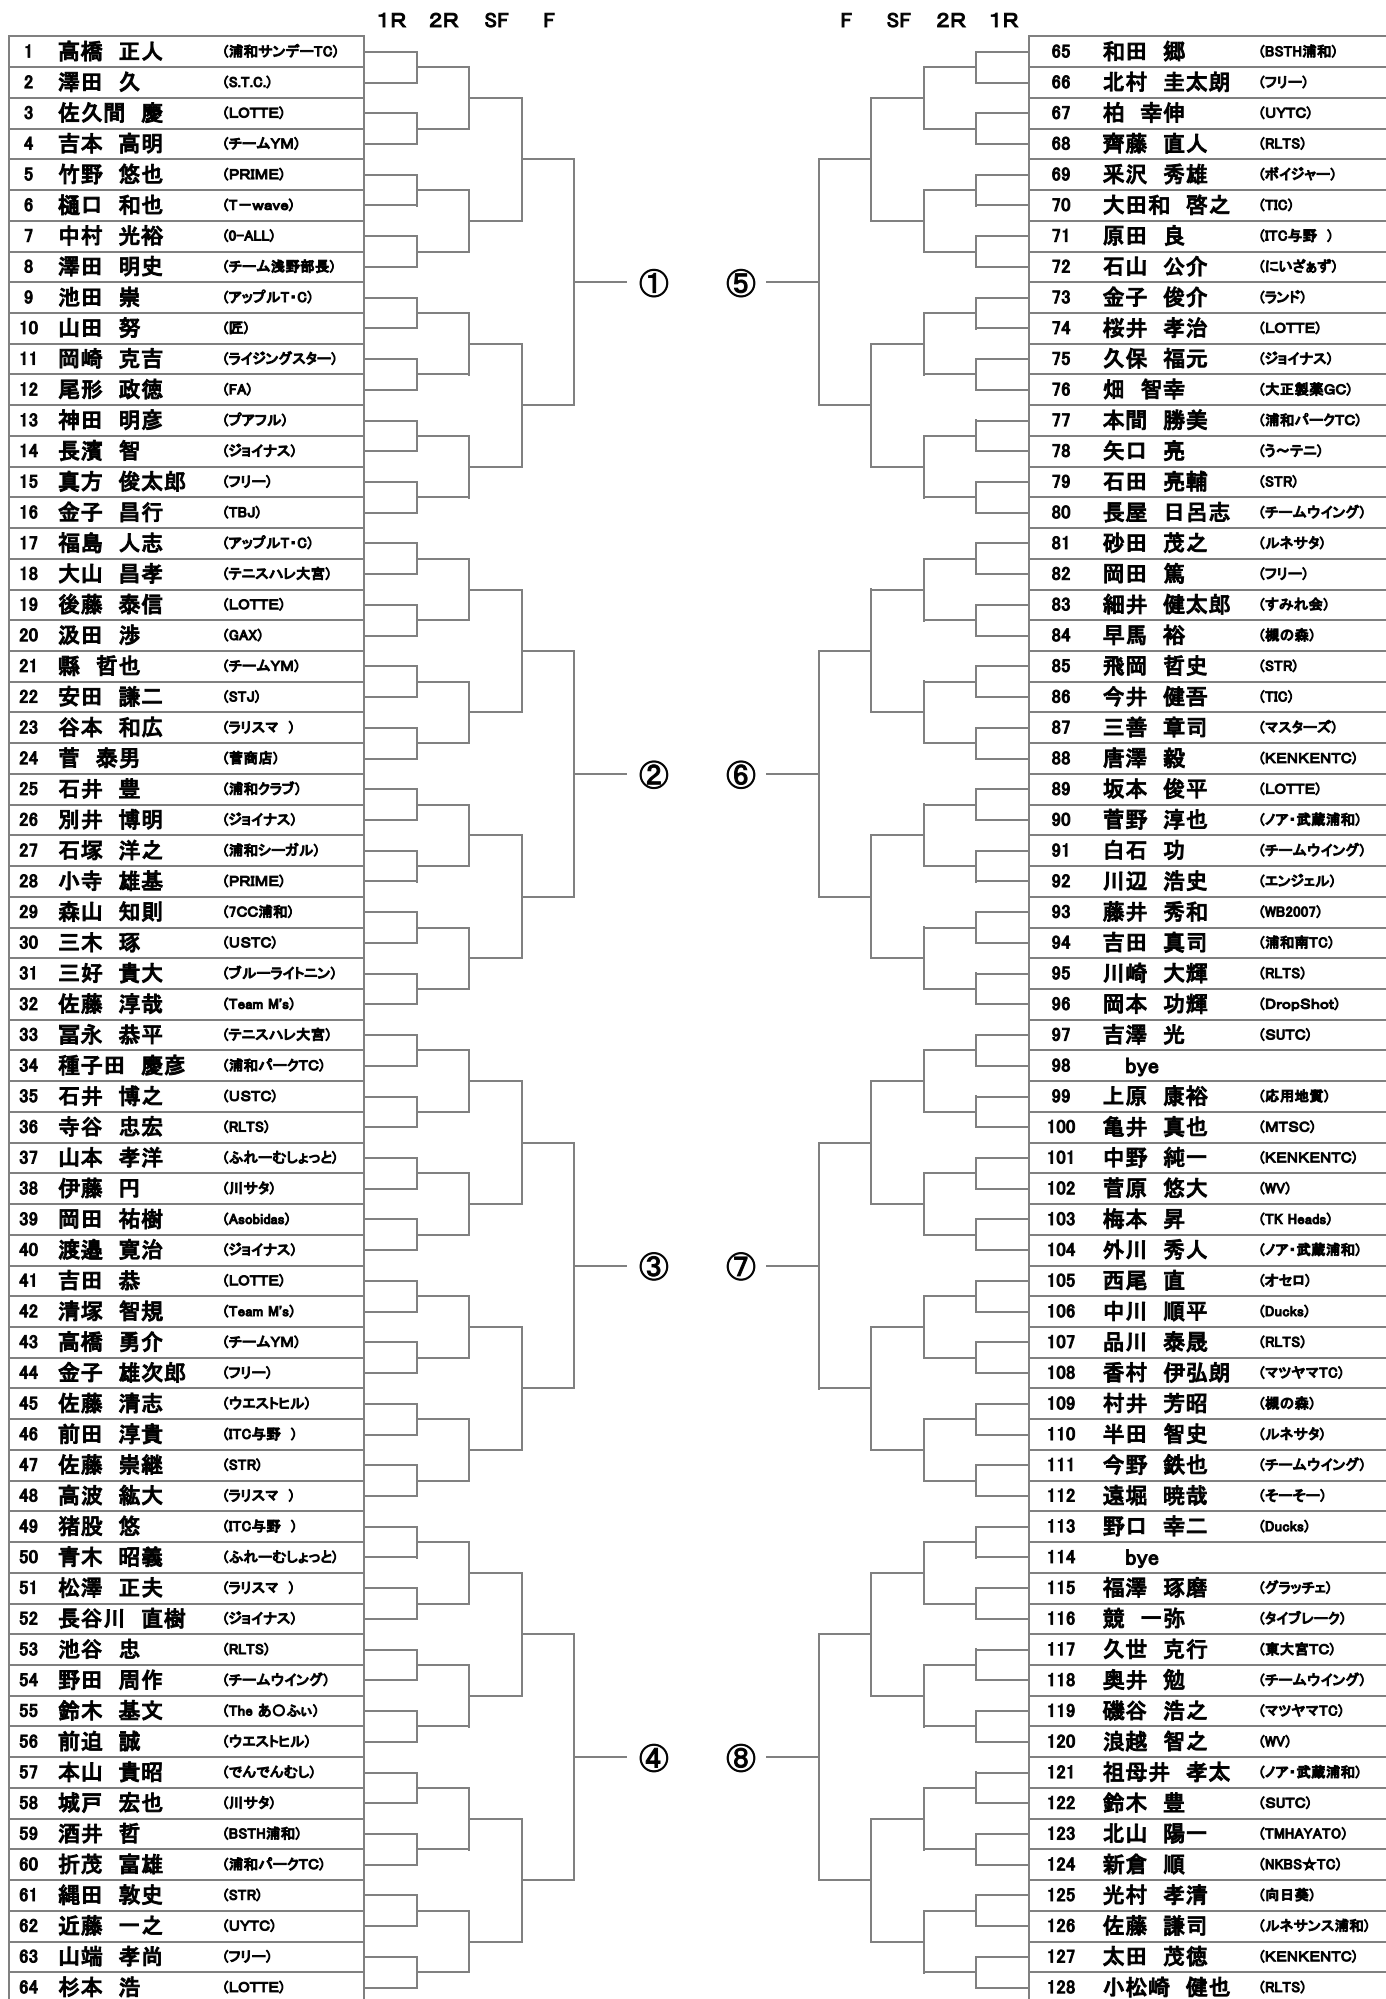 1R 2R SF F
F SF 2R 1R
1 高橋 正人 (浦和サンデーTC)
2 澤田 久 (S.T.C.)
3 佐久間 慶 (LOTTE)
4 吉本 高明 (チームYM)
5 竹野 悠也 (PRIME)
6 樋口 和也 (T-wave)
7 中村 光裕 (0-ALL)
8 澤田 明史 (チーム浅野部長)
9 池田 崇 (アップルT・C)
10 山田 努 (匠)
11 岡崎 克吉 (ライジングスター)
12 尾形 政徳 (FA)
13 神田 明彦 (プアフル)
14 長濱 智 (ジョイナス)
15 真方 俊太郎 (フリー)
16 金子 昌行 (TBJ)
17 福島 人志 (アップルT・C)
18 大山 昌孝 (テニスハレ大宮)
19 後藤 泰信 (LOTTE)
20 汲田 渉 (GAX)
21 縣 哲也 (チームYM)
22 安田 謙二 (STJ)
23 谷本 和広 (ラリスマ )
24 菅 泰男 (菅商店)
25 石井 豊 (浦和クラブ)
26 別井 博明 (ジョイナス)
27 石塚 洋之 (浦和シーガル)
28 小寺 雄基 (PRIME)
29 森山 知則 (7CC浦和)
30 三木 琢 (USTC)
31 三好 貴大 (ブルーライトニン)
32 佐藤 淳哉 (Team M's)
33 冨永 恭平 (テニスハレ大宮)
34 種子田 慶彦 (浦和パークTC)
35 石井 博之 (USTC)
36 寺谷 忠宏 (RLTS)
37 山本 孝洋 (ふれーむしょっと)
38 伊藤 円 (川サタ)
39 岡田 祐樹 (Asobidas)
40 渡邉 寛治 (ジョイナス)
41 吉田 恭 (LOTTE)
42 清塚 智規 (Team M's)
43 高橋 勇介 (チームYM)
44 金子 雄次郎 (フリー)
45 佐藤 清志 (ウエストヒル)
46 前田 淳貴 (ITC与野 )
47 佐藤 崇継 (STR)
48 高波 紘大 (ラリスマ )
49 猪股 悠 (ITC与野 )
50 青木 昭義 (ふれーむしょっと)
51 松澤 正夫 (ラリスマ )
52 長谷川 直樹 (ジョイナス)
53 池谷 忠 (RLTS)
54 野田 周作 (チームウイング)
55 鈴木 基文 (The あ〇ふぃ)
56 前迫 誠 (ウエストヒル)
57 本山 貴昭 (でんでんむし)
58 城戸 宏也 (川サタ)
59 酒井 哲 (BSTH浦和)
60 折茂 富雄 (浦和パークTC)
61 縄田 敦史 (STR)
62 近藤 一之 (UYTC)
63 山端 孝尚 (フリー)
64 杉本 浩 (LOTTE)
①
②
③
④
⑤
⑥
⑦
⑧
65 和田 郷 (BSTH浦和)
66 北村 圭太朗 (フリー)
67 柏 幸伸 (UYTC)
68 齊藤 直人 (RLTS)
69 采沢 秀雄 (ボイジャー)
70 大田和 啓之 (TIC)
71 原田 良 (ITC与野 )
72 石山 公介 (にいざぁず)
73 金子 俊介 (ランド)
74 桜井 孝治 (LOTTE)
75 久保 福元 (ジョイナス)
76 畑 智幸 (大正製薬GC)
77 本間 勝美 (浦和パークTC)
78 矢口 亮 (う～テニ)
79 石田 亮輔 (STR)
80 長屋 日呂志 (チームウイング)
81 砂田 茂之 (ルネサタ)
82 岡田 篤 (フリー)
83 細井 健太郎 (すみれ会)
84 早馬 裕 (欅の森)
85 飛岡 哲史 (STR)
86 今井 健吾 (TIC)
87 三善 章司 (マスターズ)
88 唐澤 毅 (KENKENTC)
89 坂本 俊平 (LOTTE)
90 菅野 淳也 (ノア・武蔵浦和)
91 白石 功 (チームウイング)
92 川辺 浩史 (エンジェル)
93 藤井 秀和 (WB2007)
94 吉田 真司 (浦和南TC)
95 川崎 大輝 (RLTS)
96 岡本 功輝 (DropShot)
97 吉澤 光 (SUTC)
98 bye
99 上原 康裕 (応用地質)
100 亀井 真也 (MTSC)
101 中野 純一 (KENKENTC)
102 菅原 悠大 (WV)
103 梅本 昇 (TK Heads)
104 外川 秀人 (ノア・武蔵浦和)
105 西尾 直 (オセロ)
106 中川 順平 (Ducks)
107 品川 泰晟 (RLTS)
108 香村 伊弘朗 (マツヤマTC)
109 村井 芳昭 (欅の森)
110 半田 智史 (ルネサタ)
111 今野 鉄也 (チームウイング)
112 遠堀 暁哉 (そーそー)
113 野口 幸二 (Ducks)
114 bye
115 福澤 琢磨 (グラッチェ)
116 競 一弥 (タイブレーク)
117 久世 克行 (東大宮TC)
118 奥井 勉 (チームウイング)
119 磯谷 浩之 (マツヤマTC)
120 浪越 智之 (WV)
121 祖母井 孝太 (ノア・武蔵浦和)
122 鈴木 豊 (SUTC)
123 北山 陽一 (TMHAYATO)
124 新倉 順 (NKBS☆TC)
125 光村 孝清 (向日葵)
126 佐藤 謙司 (ルネサンス浦和)
127 太田 茂徳 (KENKENTC)
128 小松崎 健也 (RLTS)